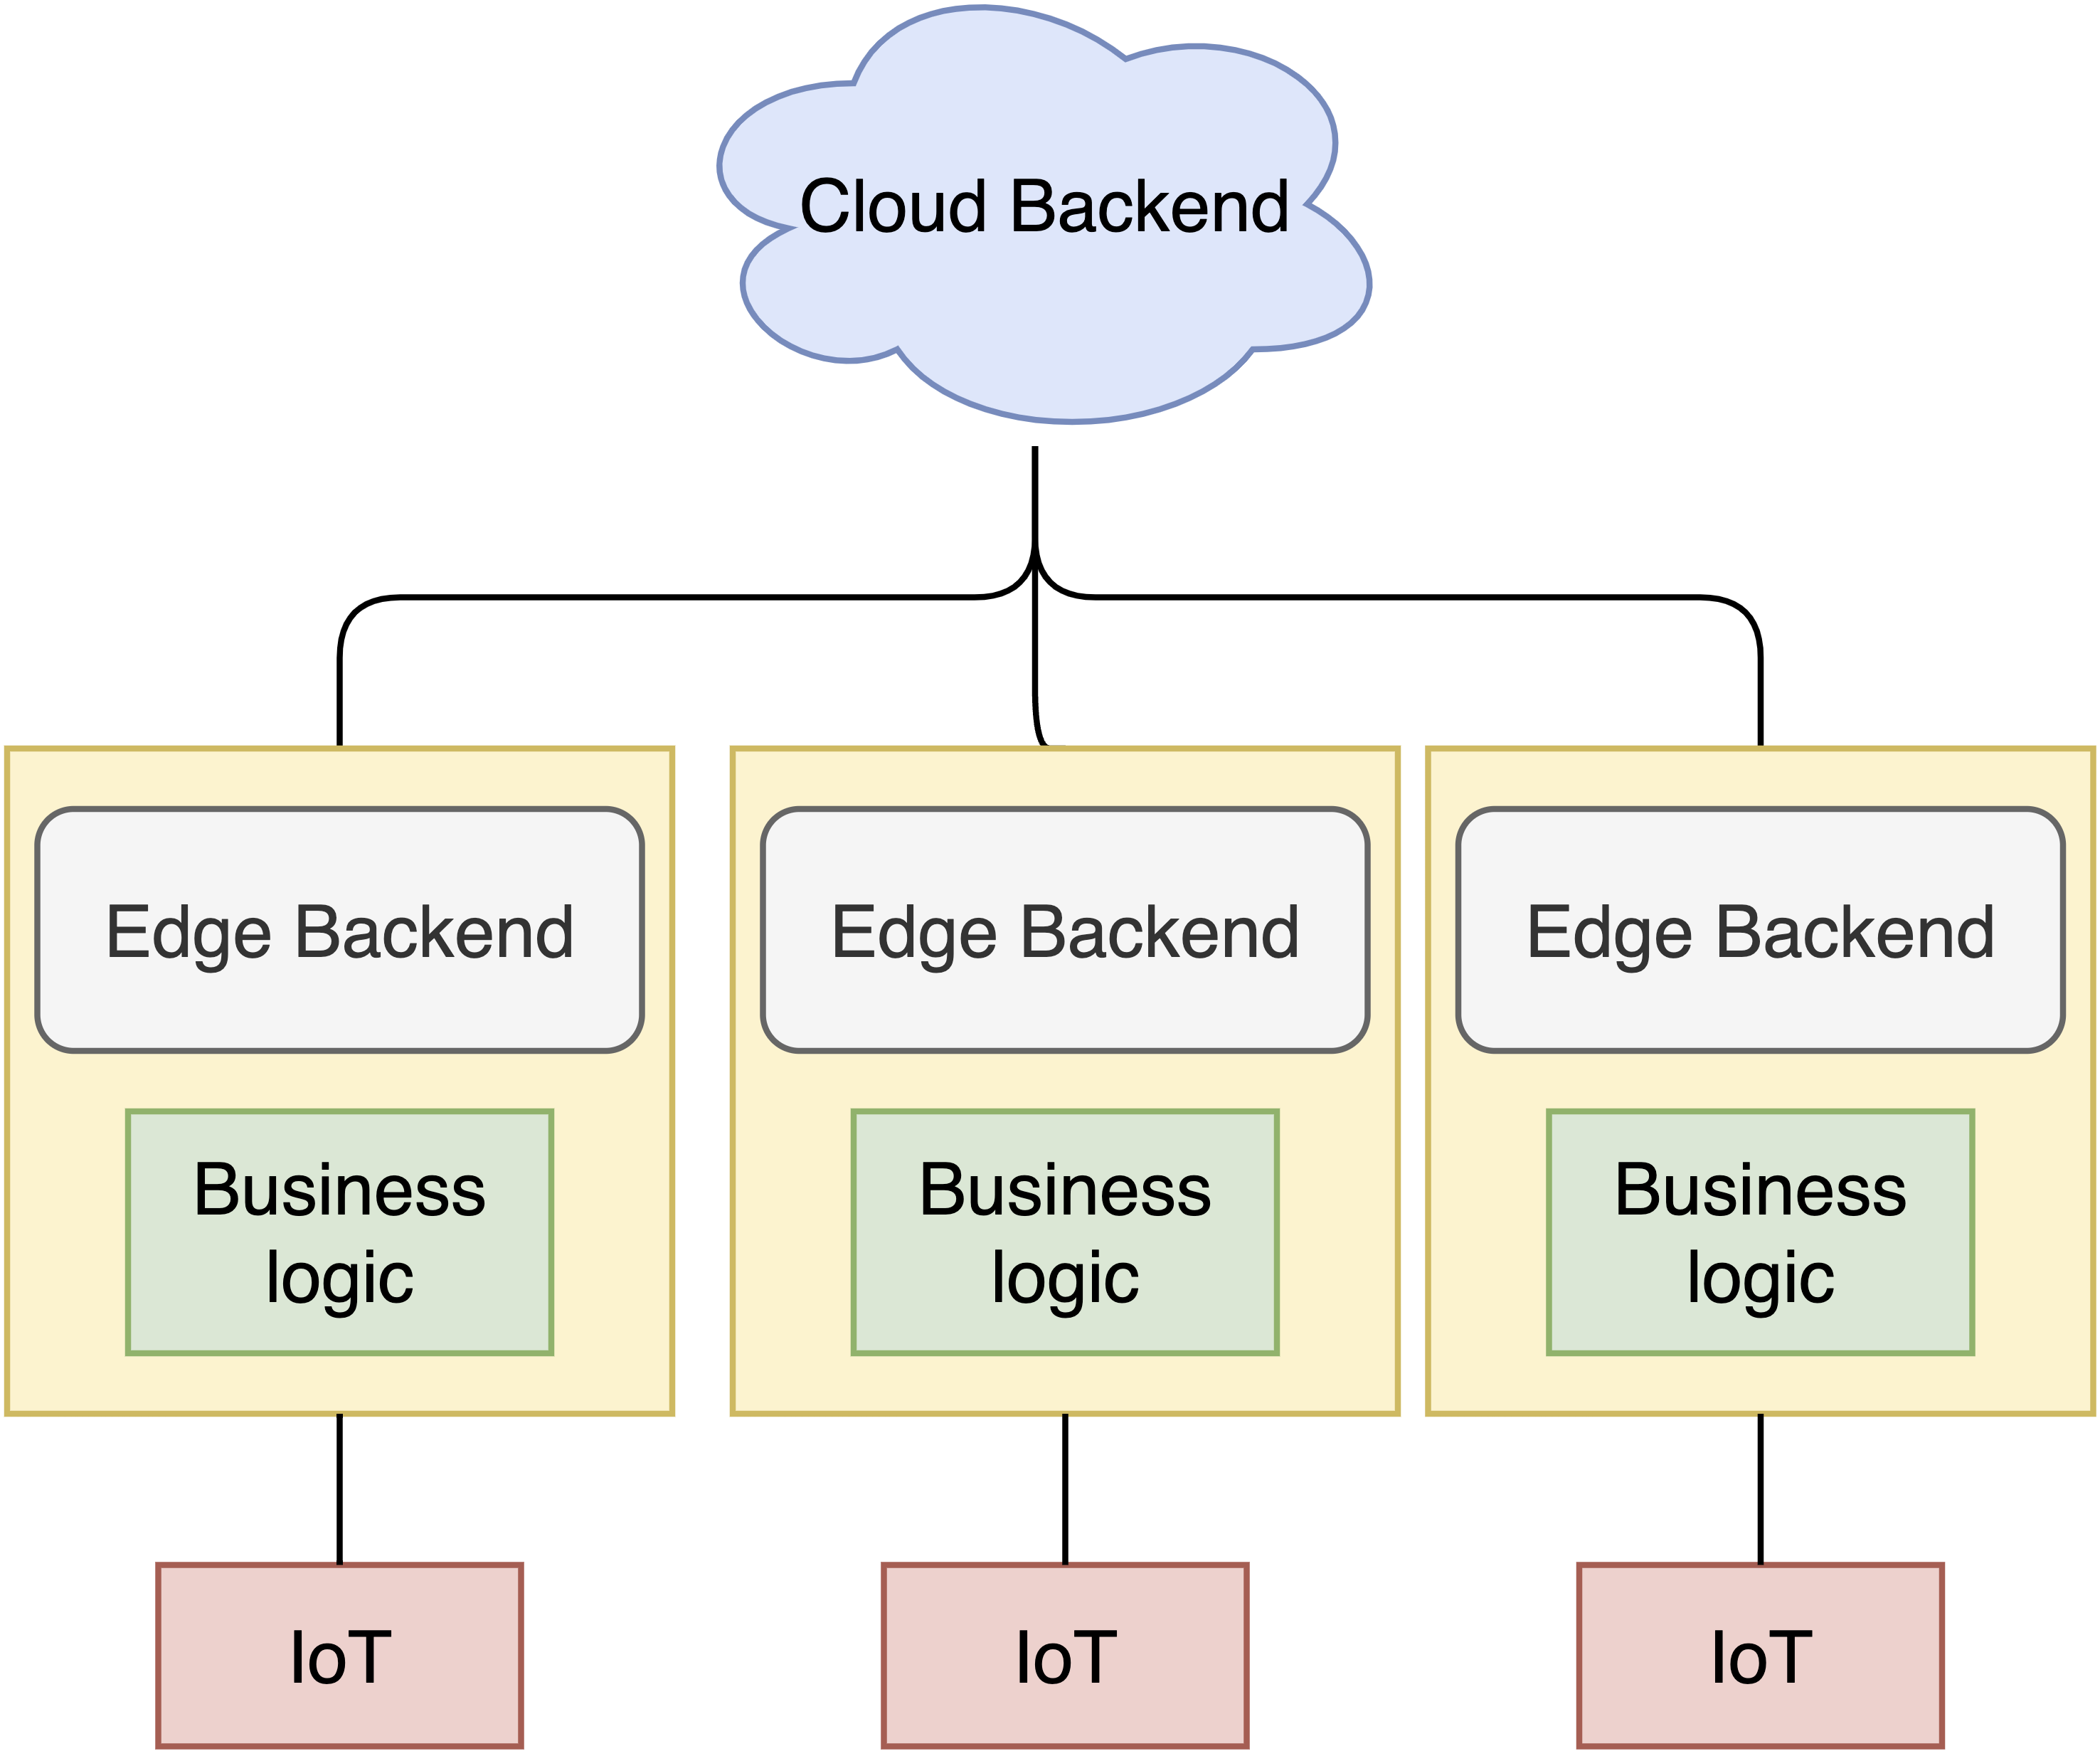 Cloud Backend
Edge Backend
Edge Backend
Edge Backend
Business
logic
Business
logic
Business
logic
IoT
IoT
IoT